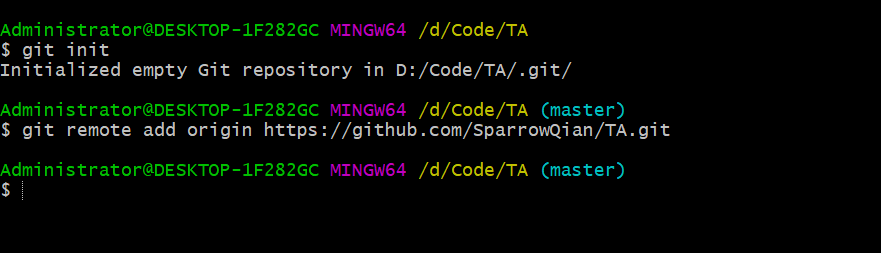 Administrator@DESKTOP-1F282GC MINGW64 /d/Code/TA
$ git init
Initialized empty Git repository in D:/Code/TA/.git/
Administrator@DESKTOP-1F282GC MINGW64 /d/Code/TA (master)
$ git remote add origin https://github.com/SparrowQian/TA.git
Administrator@DESKTOP-1F282GC MINGW64 /d/Code/TA (master)
$